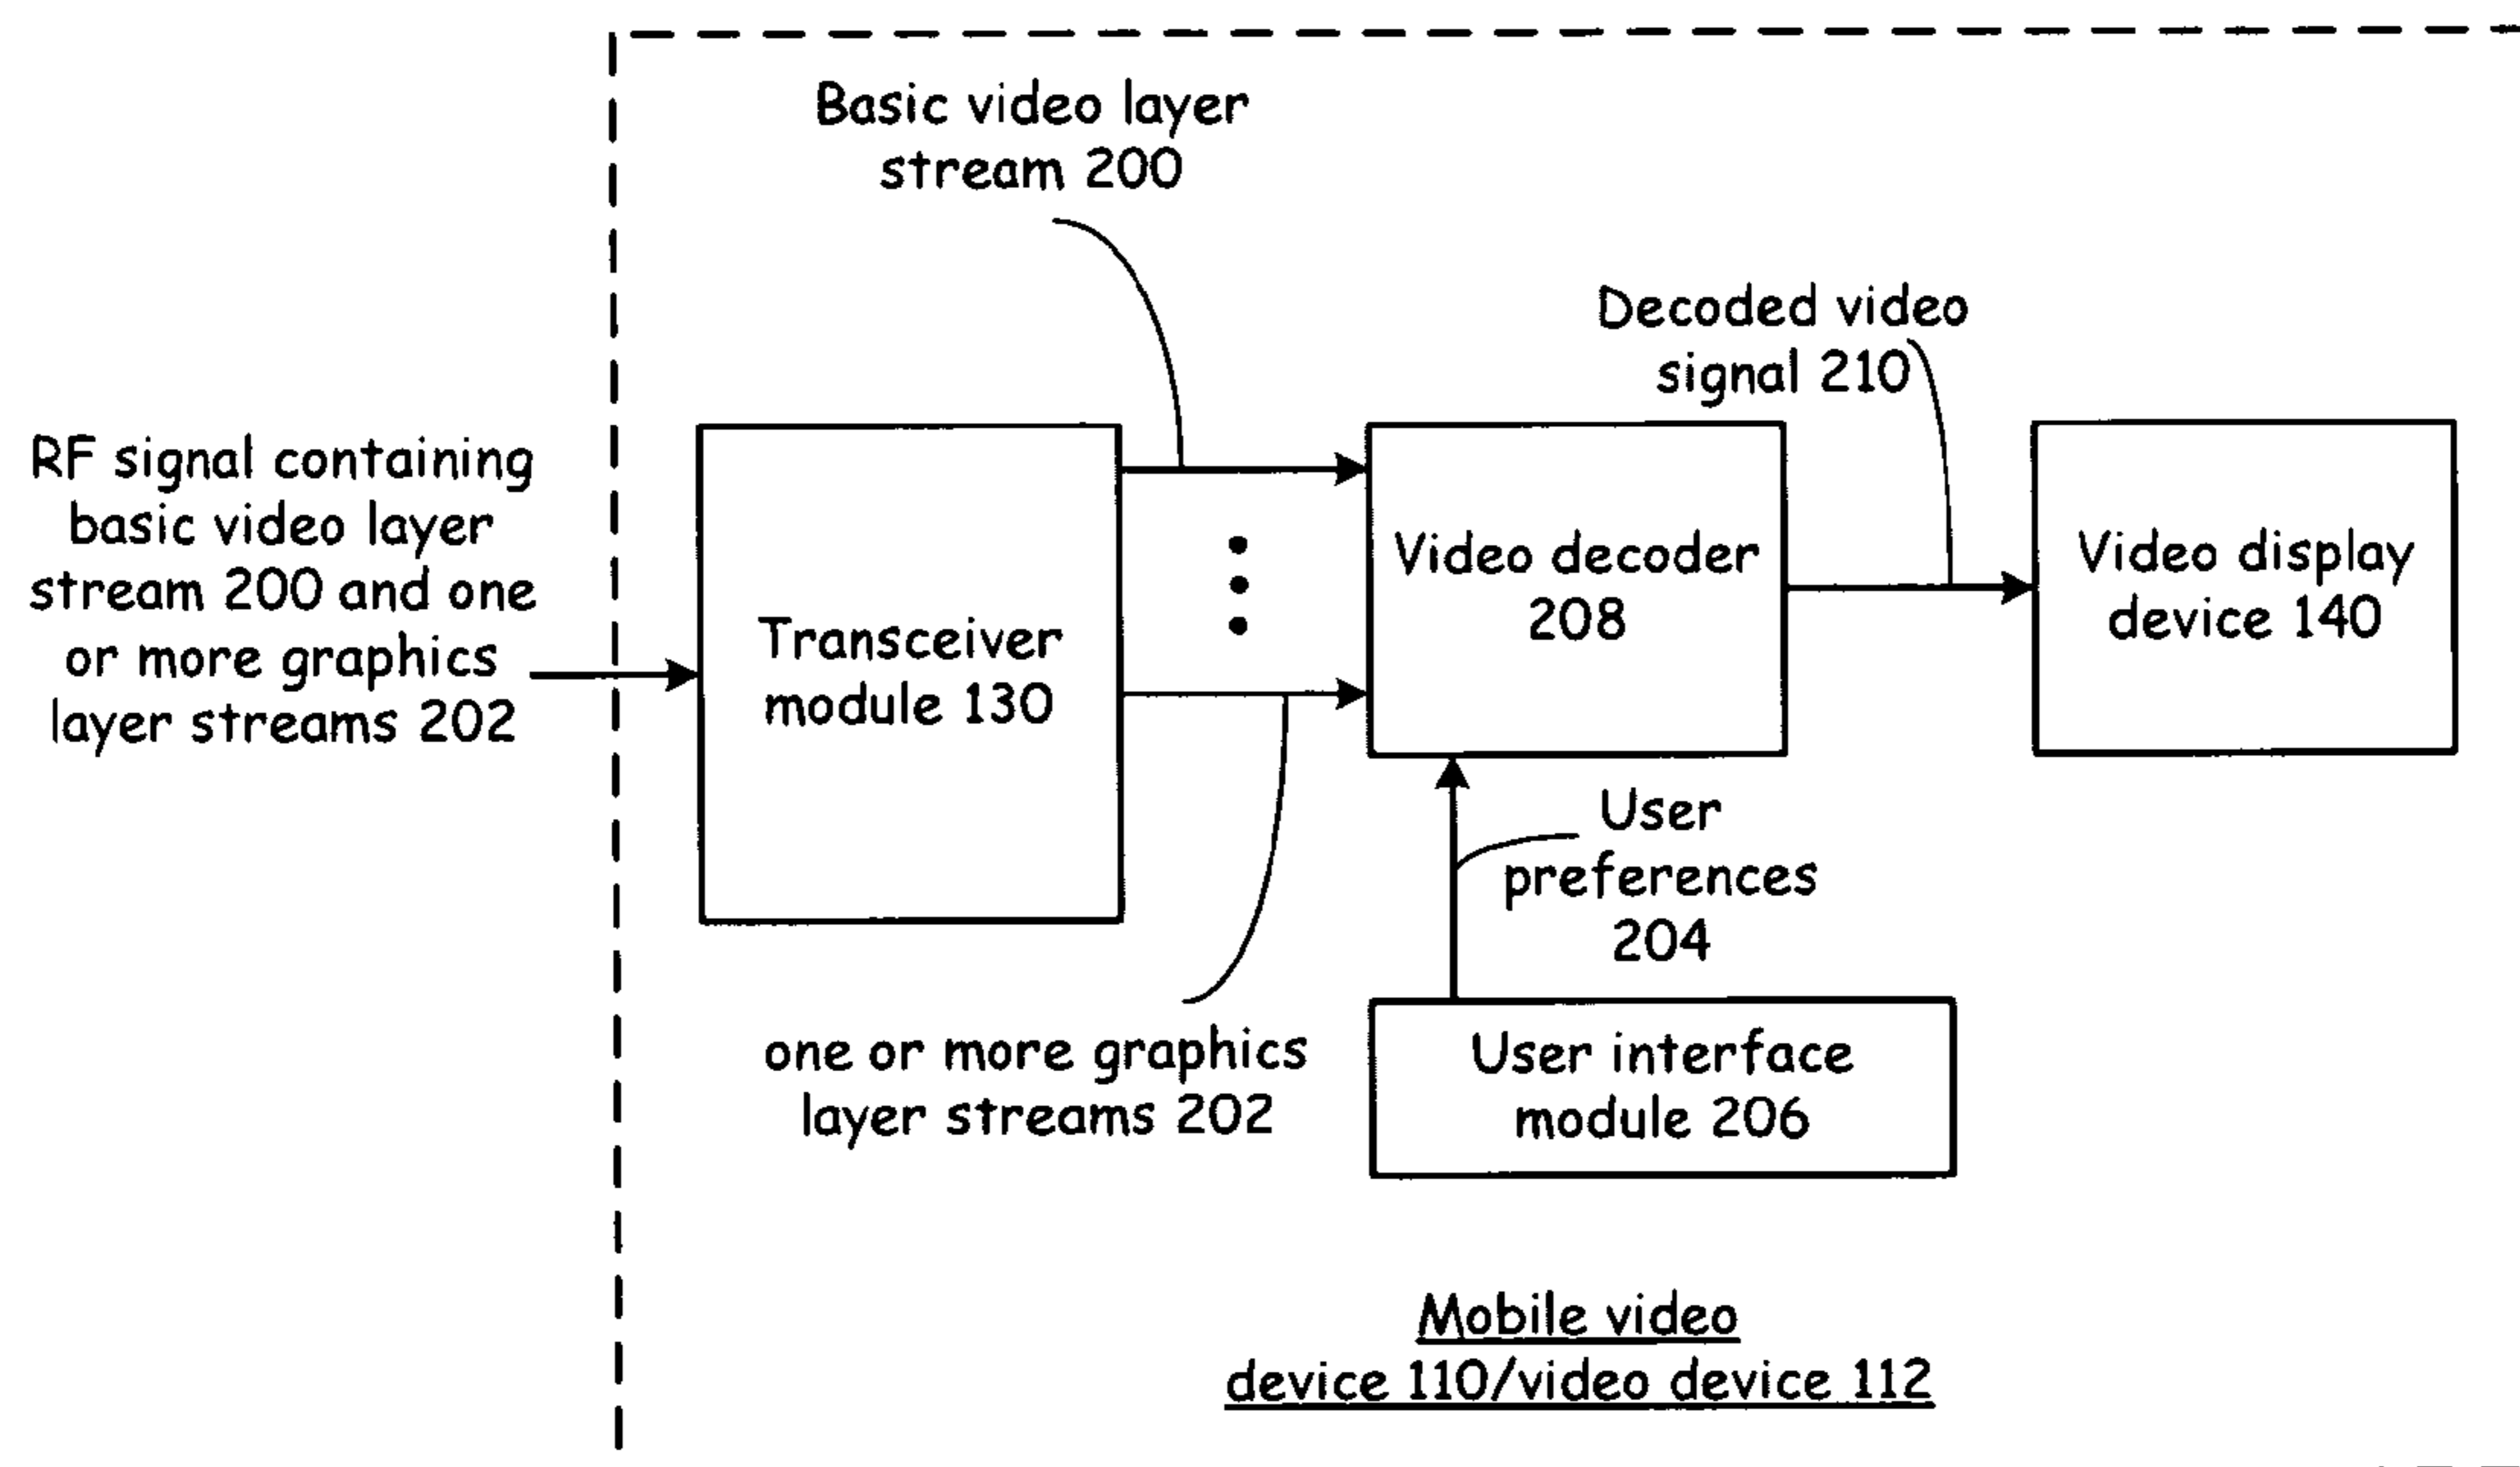 Basic video layer
stream 200
Decoded video
signal 210
RF signal containing
basic video layer
stream 200 and one
or more graphics
layer streams 202
Transceiver
module 130
Video decoder
208
Video display
device 140
User
preferences
204
one or more graphics
layer streams 202
User interface
module 206
Mobile video
device 110/video device 112